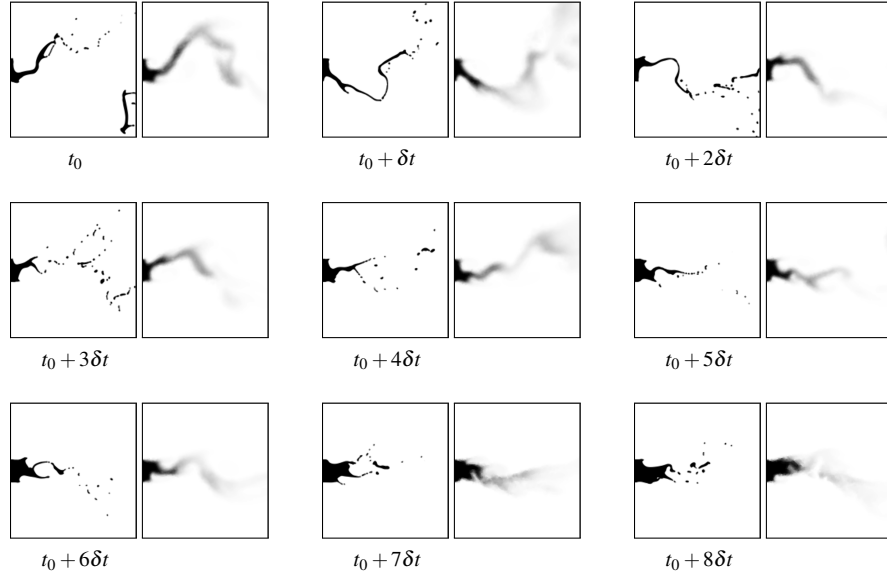 t₀ t₀ + δt t₀ + 2δt
t₀ + 3δt t₀ + 4δt t₀ + 5δt
t₀ + 6δt t₀ + 7δt t₀ + 8δt